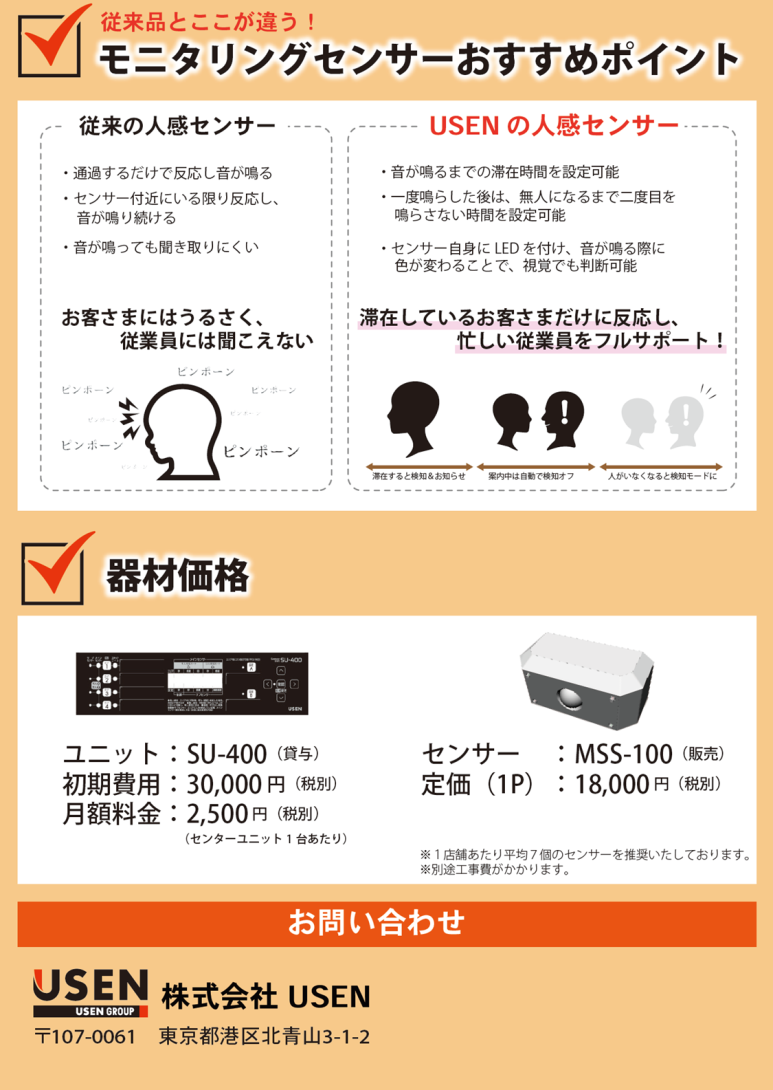 従来品とここが違う！
モニタリングセンサーおすすめポイント
従来の人感センサー
・通過するだけで反応し音が鳴る
・センサー付近にいる限り反応し、
音が鳴り続ける
・音が鳴っても聞き取りにくい
お客さまにはうるさく、
従業員には聞こえない
ピンポーン
ピンポーン
ピンポーン
ピンポーン
ピンポーン
ピンポーン
ピンポーン
ピンポーン
USEN の人感センサー
・音が鳴るまでの滞在時間を設定可能
・一度鳴らした後は、無人になるまで二度目を
鳴らさない時間を設定可能
・センサー自身に LED を付け、音が鳴る際に
色が変わることで、視覚でも判断可能
滞在しているお客さまだけに反応し、
忙しい従業員をフルサポート！
滞在すると検知＆お知らせ
案内中は自動で検知オフ
人がいなくなると検知モードに
器材価格
SU-400
USEN
ユニット：SU-400（貸与）
初期費用：30,000 円（税別）
月額料金：2,500 円（税別）
（センターユニット 1 台あたり）
センサー　：MSS-100（販売）
定価（1P）：18,000 円（税別）
※１店舗あたり平均７個のセンサーを推奨いたしております。
※別途工事費がかかります。
お問い合わせ
USEN
USEN GROUP
株式会社 USEN
〒107-0061　東京都港区北青山3-1-2